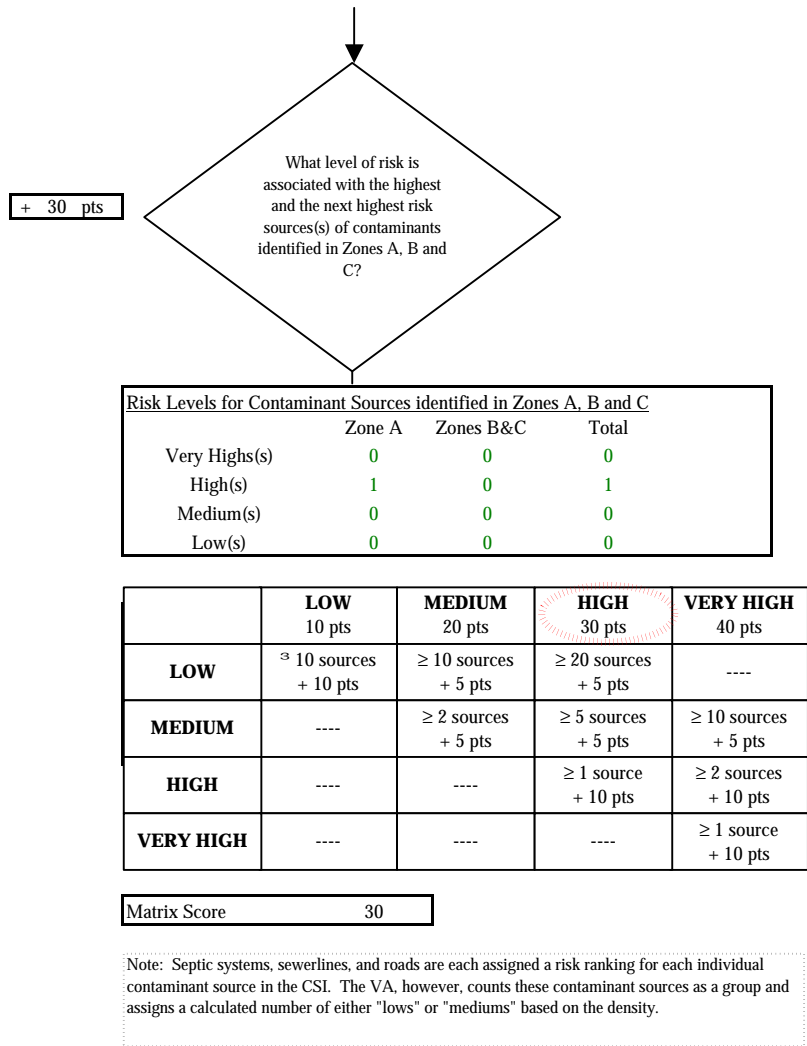 What level of risk is
associated with the highest
and the next highest risk
sources(s) of contaminants
identified in Zones A, B and
C?
+ 30 pts
Risk Levels for Contaminant Sources identified in Zones A, B and C
Zone A Zones B&C Total
Very Highs(s) 0 0 0
High(s) 1 0 1
Medium(s) 0 0 0
Low(s) 0 0 0
LOW MEDIUM HIGH VERY HIGH
10 pts 20 pts 30 pts 40 pts
LOW ³ 10 sources + 10 pts ≥ 10 sources + 5 pts ≥ 20 sources + 5 pts ----
MEDIUM ---- ≥ 2 sources + 5 pts ≥ 5 sources + 5 pts ≥ 10 sources + 5 pts
HIGH ---- ---- ≥ 1 source + 10 pts ≥ 2 sources + 10 pts
VERY HIGH ---- ---- ---- ≥ 1 source + 10 pts
Matrix Score 30
Note: Septic systems, sewerlines, and roads are each assigned a risk ranking for each individual
contaminant source in the CSI. The VA, however, counts these contaminant sources as a group and
assigns a calculated number of either "lows" or "mediums" based on the density.